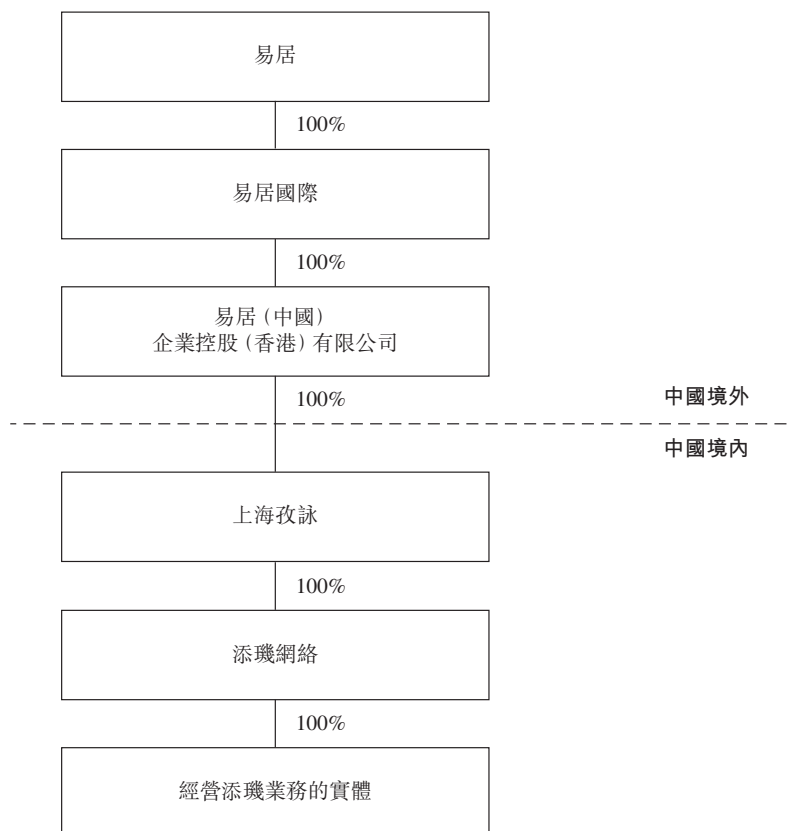 易居
100%
易居國際
100%
易居（中國）
企業控股（香港）有限公司
100%
中國境外
中國境內
上海孜詠
100%
添璣網絡
100%
經營添璣業務的實體